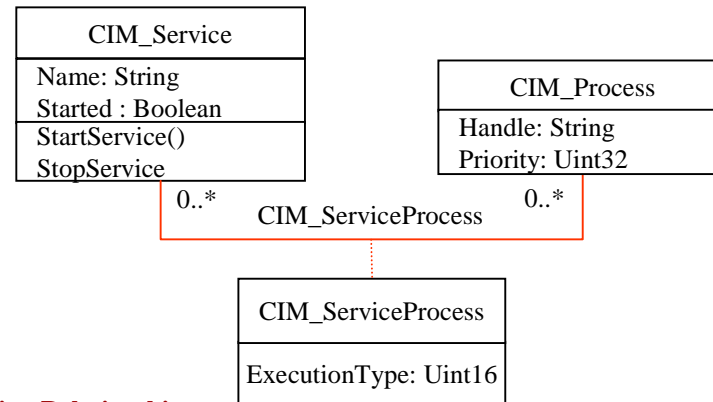 CIM_Service
Name: String
Started : Boolean
StartService()
StopService
CIM_Process
Handle: String
Priority: Uint32
0..*
CIM_ServiceProcess
0..*
CIM_ServiceProcess
ExecutionType: Uint16